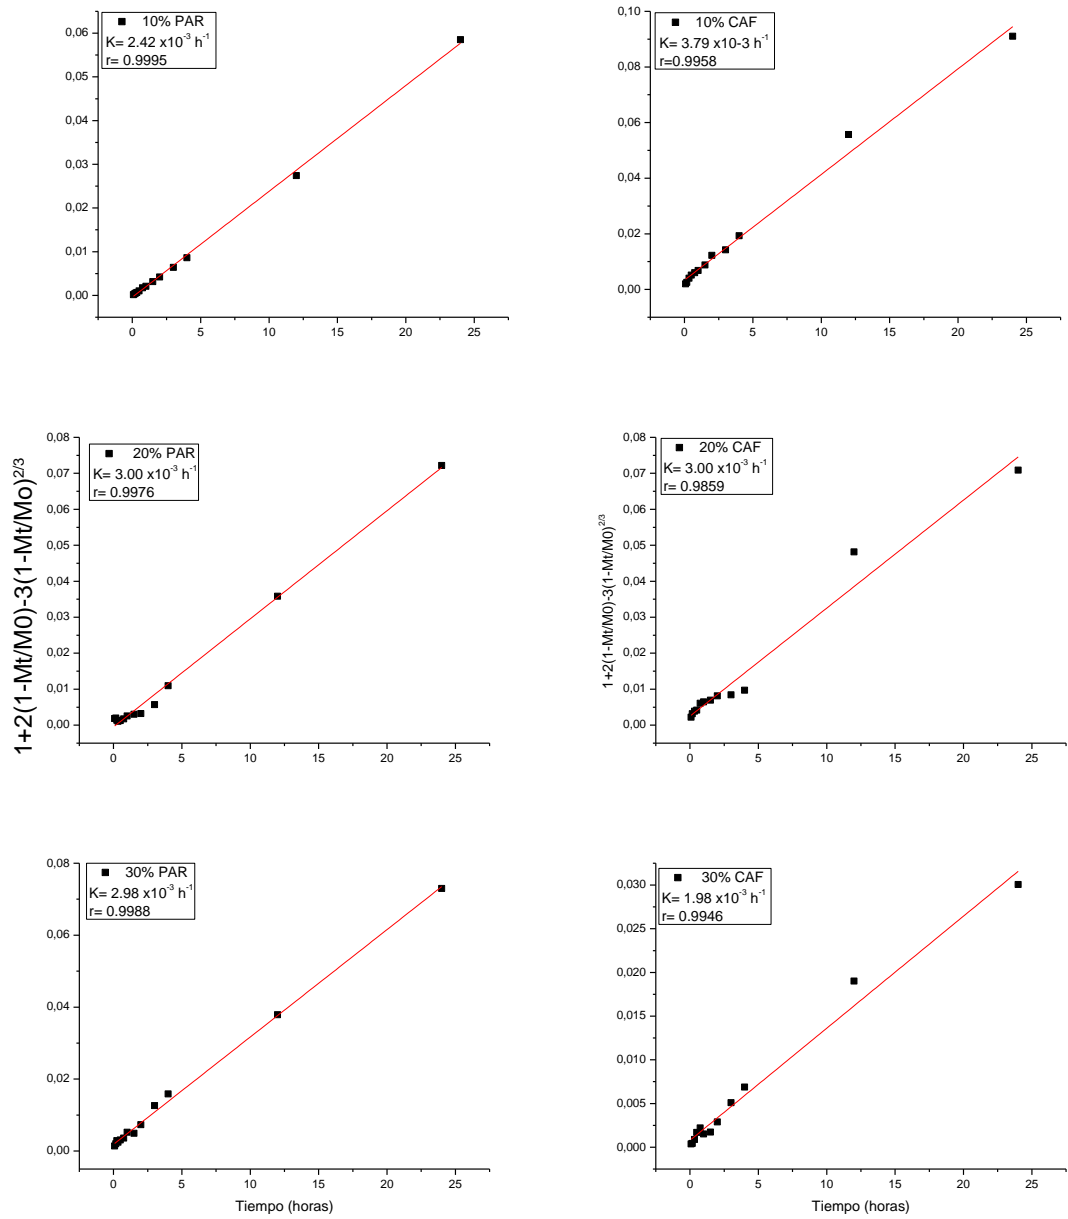 10% PAR
K= 2.42 x10⁻³ h⁻¹
r= 0.9995
0,06
0,05
0,04
0,03
0,02
0,01
0,00
0 5 10 15 20 25
10% CAF
K= 3.79 x10-3 h⁻¹
r=0.9958
0,10
0,08
0,06
0,04
0,02
0,00
0 5 10 15 20 25
1+2(1-Mt/M0)-3(1-Mt/Mo)²ᐟ³
20% PAR
K= 3.00 x10⁻³ h⁻¹
r= 0.9976
0,08
0,07
0,06
0,05
0,04
0,03
0,02
0,01
0,00
0 5 10 15 20 25
1+2(1-Mt/M0)-3(1-Mt/M0)²ᐟ³
20% CAF
K= 3.00 x10⁻³ h⁻¹
r= 0.9859
0,08
0,07
0,06
0,05
0,04
0,03
0,02
0,01
0,00
0 5 10 15 20 25
30% PAR
K= 2.98 x10⁻³ h⁻¹
r= 0.9988
0,08
0,06
0,04
0,02
0,00
0 5 10 15 20 25
Tiempo (horas)
30% CAF
K= 1.98 x10⁻³ h⁻¹
r= 0.9946
0,030
0,025
0,020
0,015
0,010
0,005
0,000
0 5 10 15 20 25
Tiempo (horas)